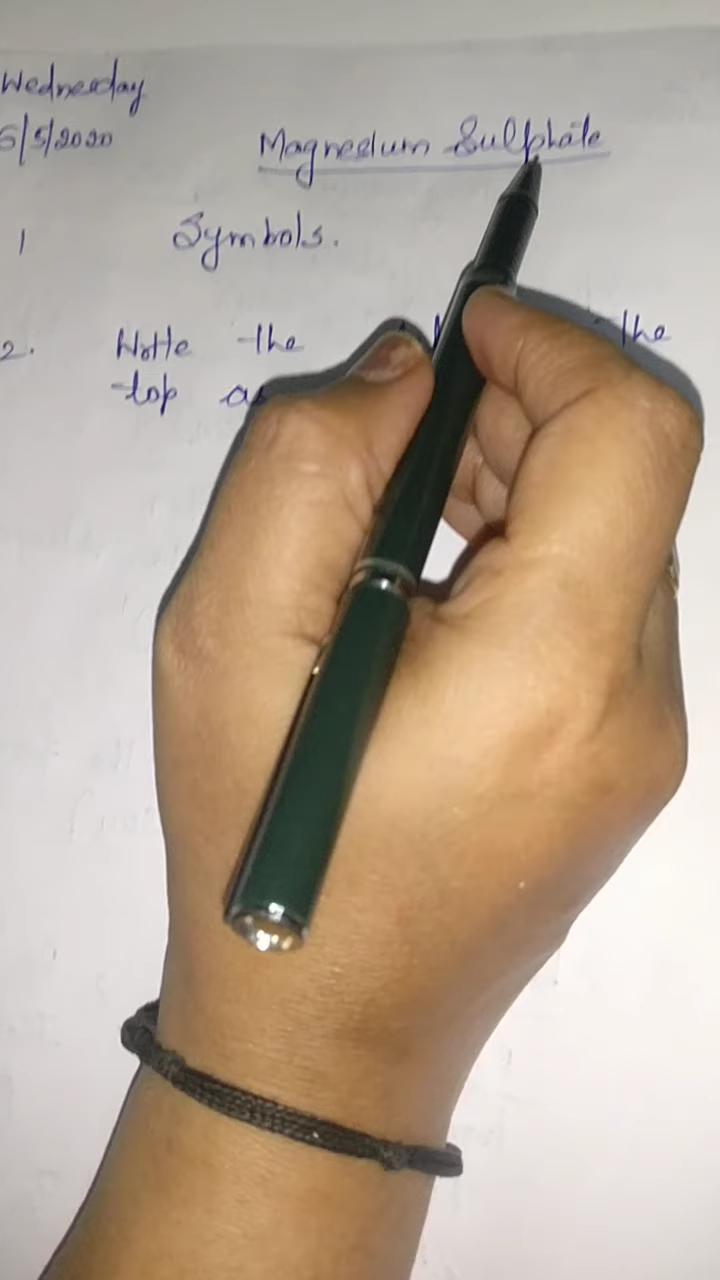 Wednesday
6/5/2020
Magnesium Sulphate
1 Symbols.
2. Write the the
top as